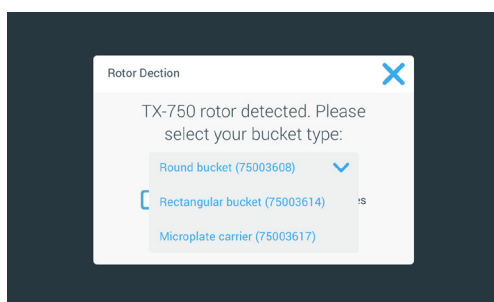 Rotor Dection
TX-750 rotor detected. Please
select your bucket type:
Round bucket (75003608)
Rectangular bucket (75003614)
Microplate carrier (75003617)